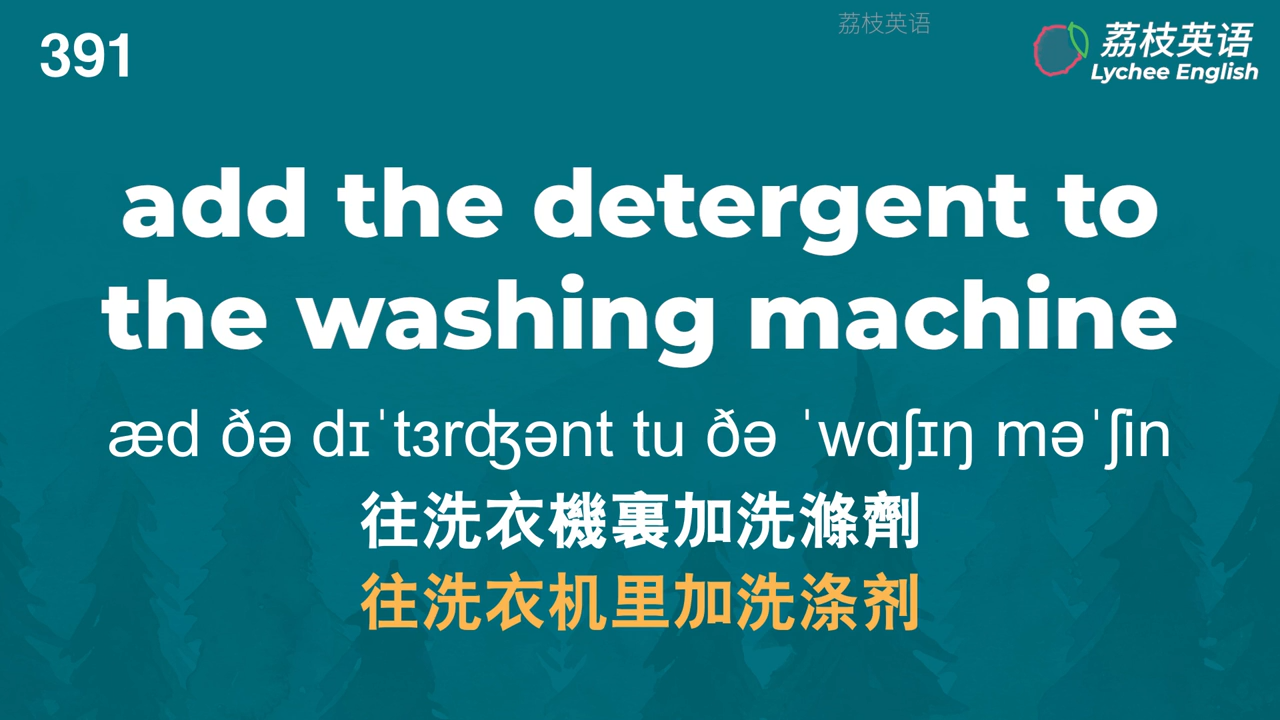 391
荔枝英语
荔枝英语
Lychee English
add the detergent to
the washing machine
æd ðə dɪˈtɜrʤənt tu ðə ˈwɑʃɪŋ məˈʃin
往洗衣機裏加洗滌劑
往洗衣机里加洗涤剂